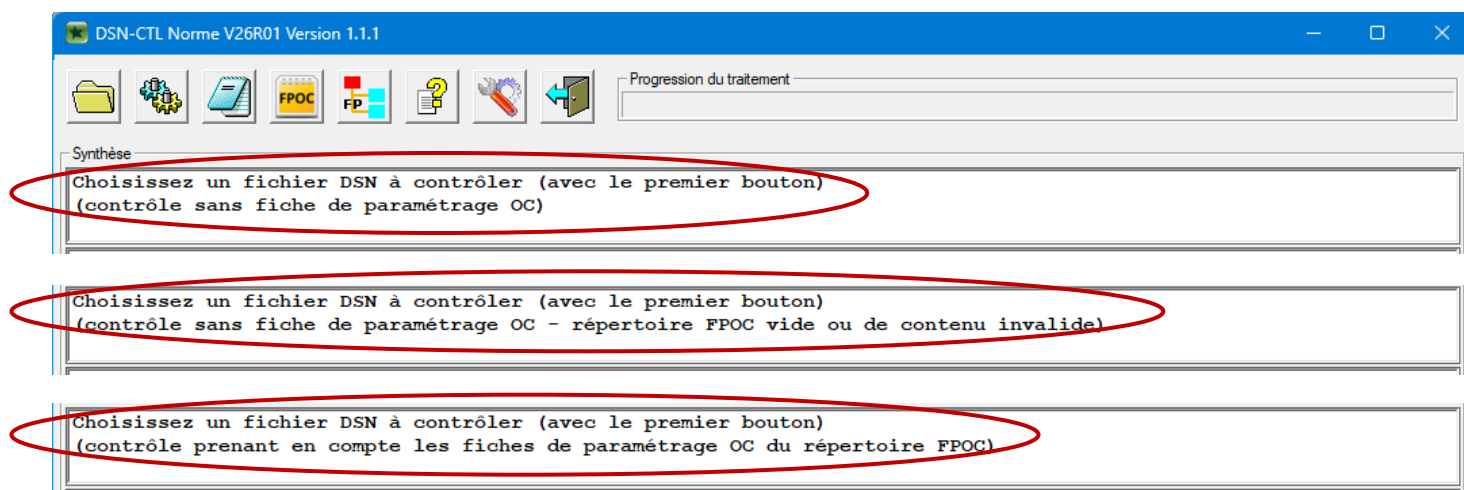 DSN-CTL Norme V26R01 Version 1.1.1
FPOC
FP
?
Progression du traitement
Synthèse
Choisissez un fichier DSN à contrôler (avec le premier bouton)
(contrôle sans fiche de paramétrage OC)
Choisissez un fichier DSN à contrôler (avec le premier bouton)
(contrôle sans fiche de paramétrage OC - répertoire FPOC vide ou de contenu invalide)
Choisissez un fichier DSN à contrôler (avec le premier bouton)
(contrôle prenant en compte les fiches de paramétrage OC du répertoire FPOC)